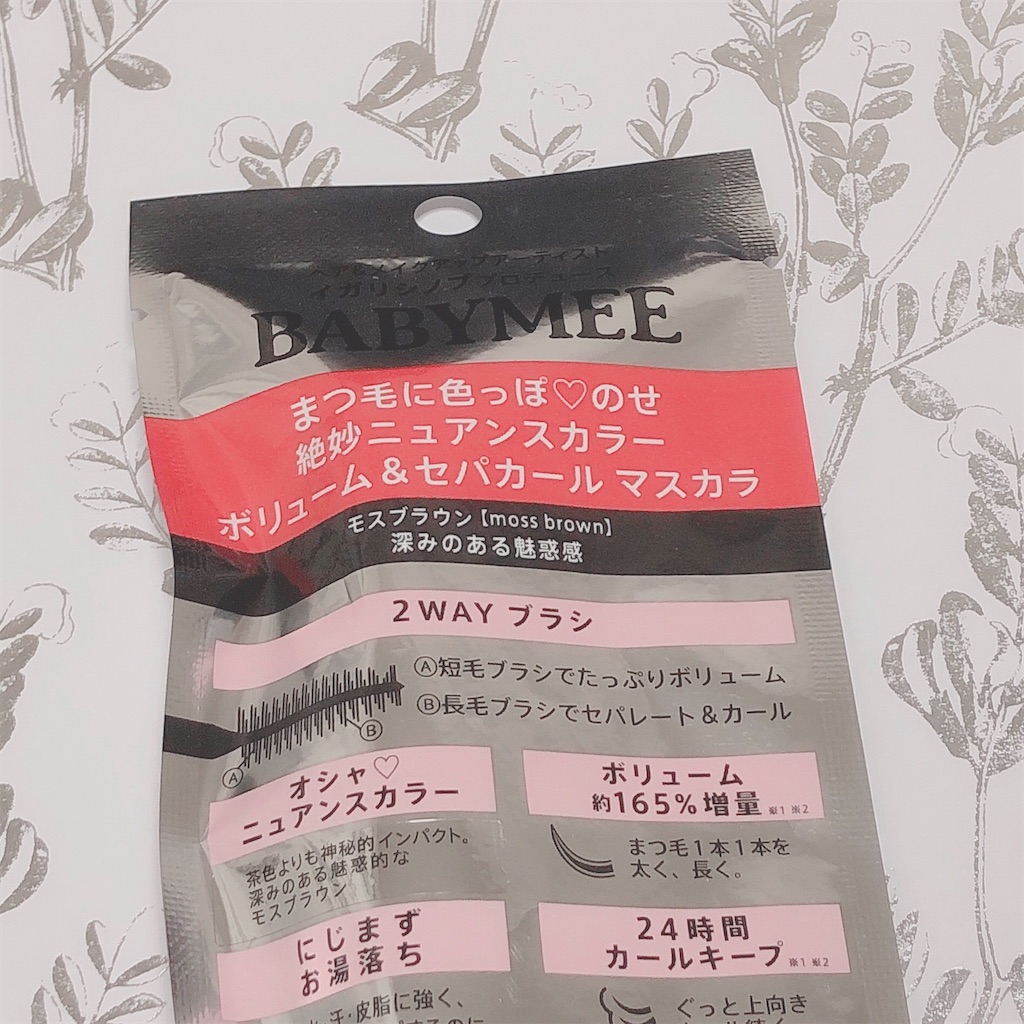 ヘア&メイクアップアーティスト
イガリシノブプロデュース
BABYMEE
まつ毛に色っぽ♡のせ
絶妙ニュアンスカラー
ボリューム&セパカール マスカラ
モスブラウン【moss brown】
深みのある魅惑感
2WAY ブラシ
Ⓐ短毛ブラシでたっぷりボリューム
Ⓑ長毛ブラシでセパレート&カール
Ⓑ
Ⓐ
オシャ♡
ニュアンスカラー
茶色よりも神秘的インパクト。
深みのある魅惑的な
モスブラウン
ボリューム
約165%増量 ※1 ※2
まつ毛1本1本を
太く、長く。
にじまず
お湯落ち
汗・皮脂に強く、
24時間
カールキープ ※1 ※2
ぐっと上向き